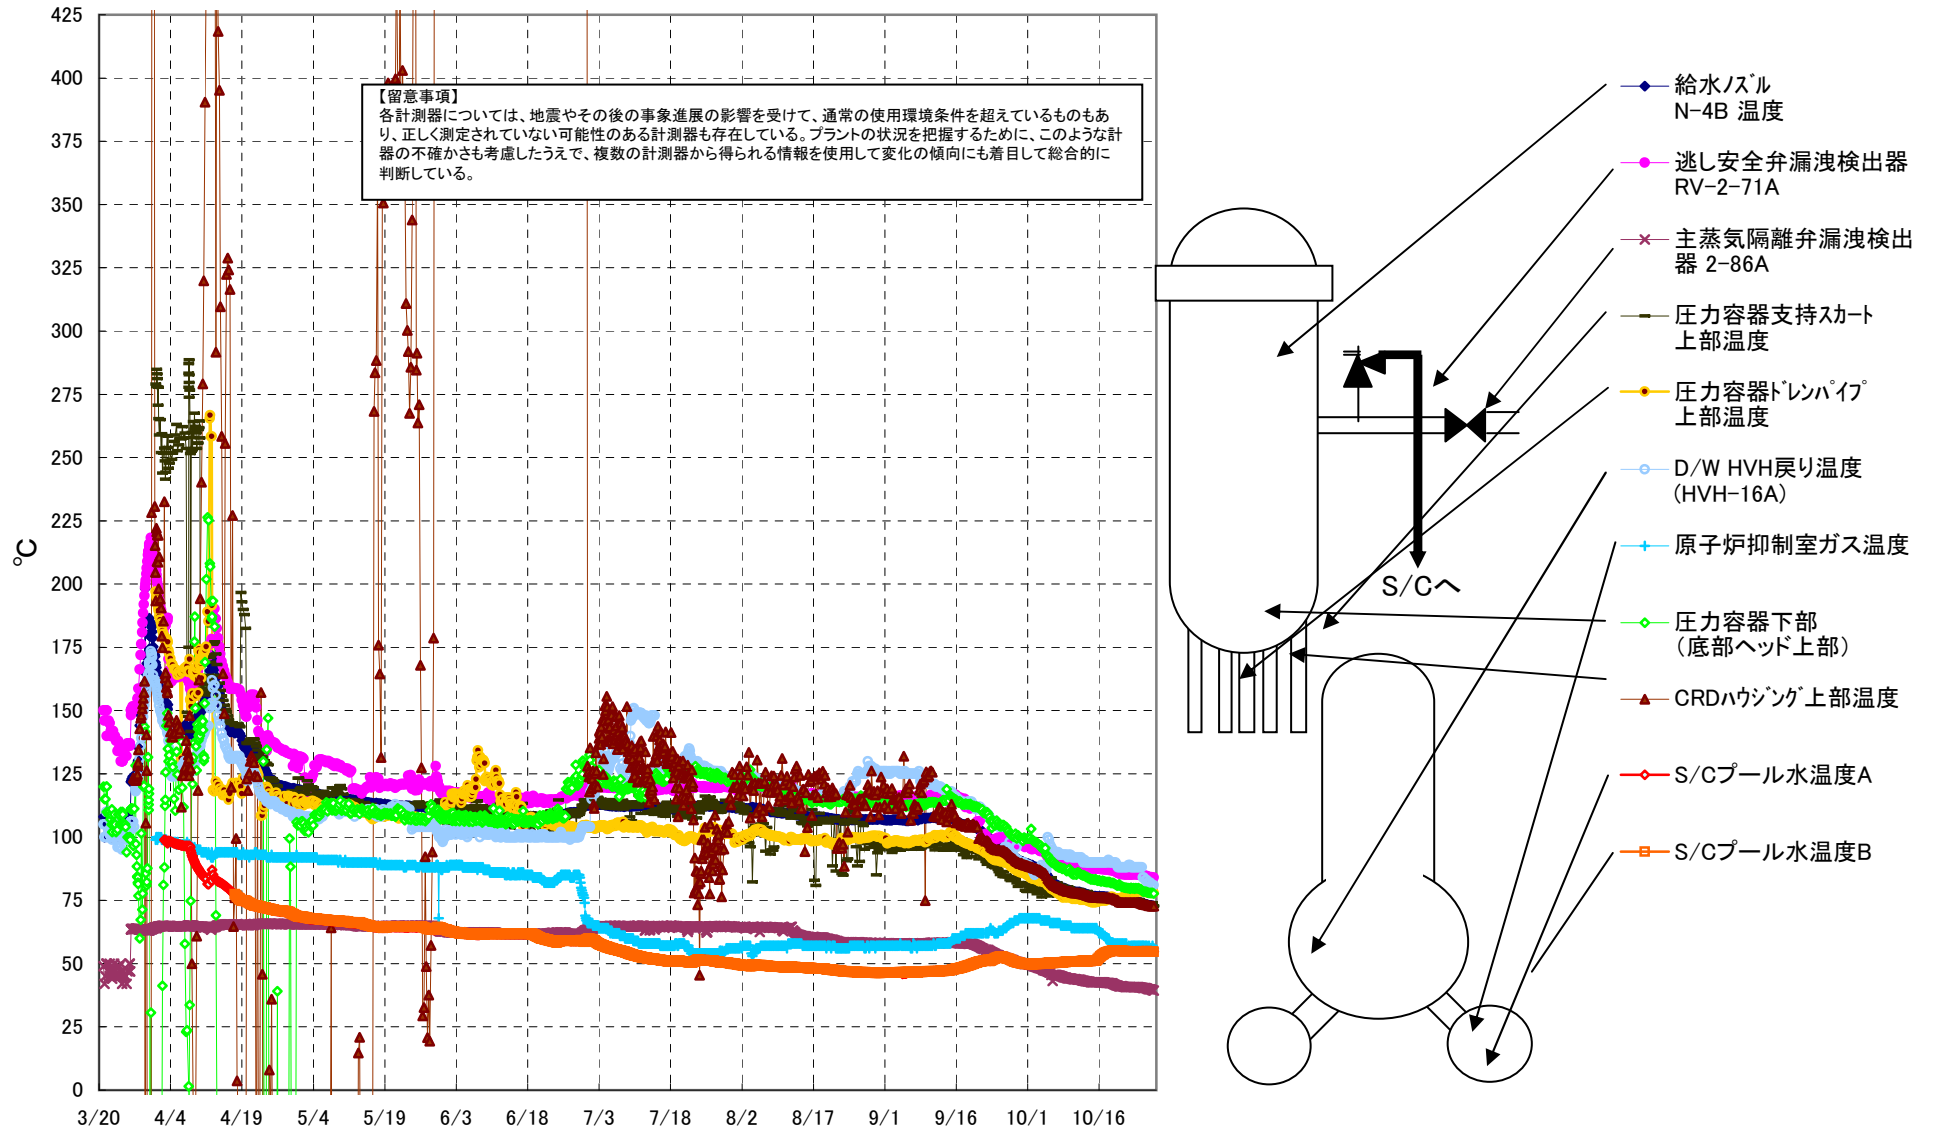 425
400
375
350
325
300
275
250
225
200
175
150
125
100
75
50
25
0
℃
【留意事項】
各計測器については、地震やその後の事象進展の影響を受けて、通常の使用環境条件を超えているものもあ
り、正しく測定されていない可能性のある計測器も存在している。プラントの状況を把握するために、このような計
器の不確かさも考慮したうえで、複数の計測器から得られる情報を使用して変化の傾向にも着目して総合的に
判断している。
3/20 4/4 4/19 5/4 5/19 6/3 6/18 7/3 7/18 8/2 8/17 9/1 9/16 10/1 10/16
S/Cへ
給水ﾉｽﾞﾙ
N-4B 温度
逃し安全弁漏洩検出器
RV-2-71A
主蒸気隔離弁漏洩検出
器 2-86A
圧力容器支持ｽｶｰﾄ
上部温度
圧力容器ﾄﾞﾚﾝﾊﾟｲﾌﾟ
上部温度
D/W HVH戻り温度
(HVH-16A)
原子炉抑制室ガス温度
圧力容器下部
（底部ヘッド上部）
CRDﾊｳｼﾞﾝｸﾞ上部温度
S/Cプール水温度A
S/Cプール水温度B